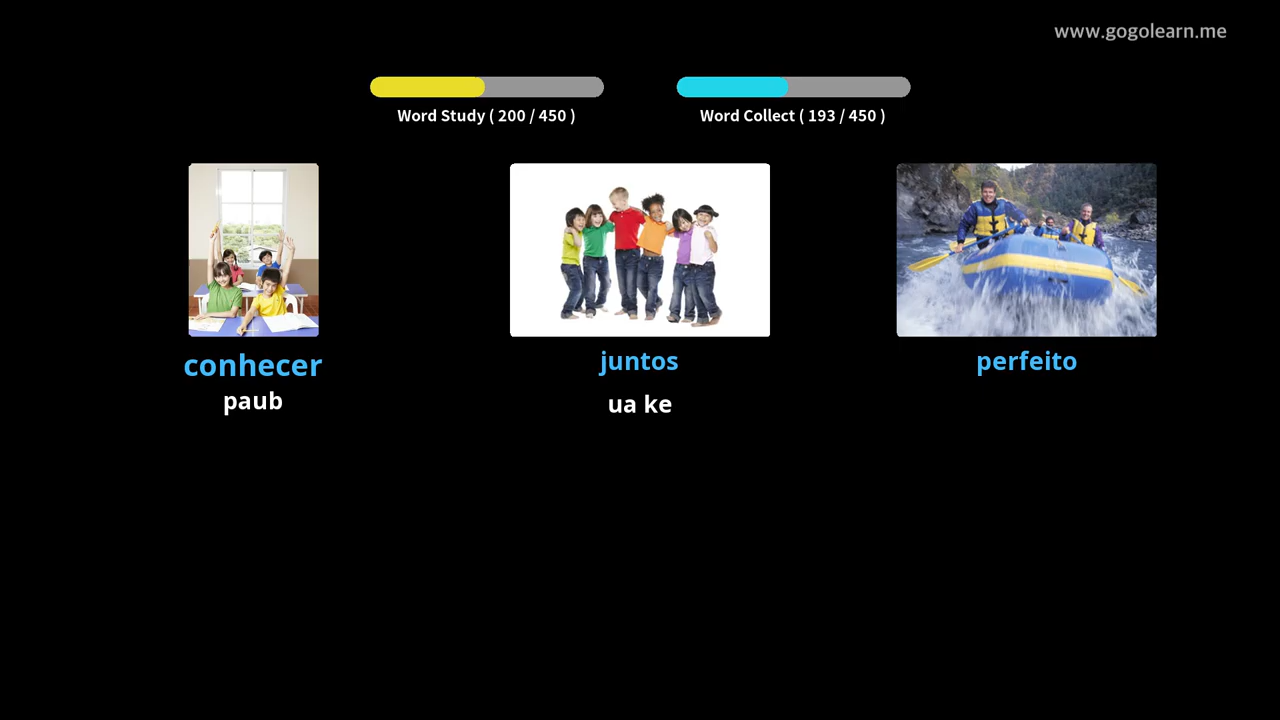 www.gogolearn.me
Word Study ( 200 / 450 )
Word Collect ( 193 / 450 )
conhecer
paub
juntos
ua ke
perfeito